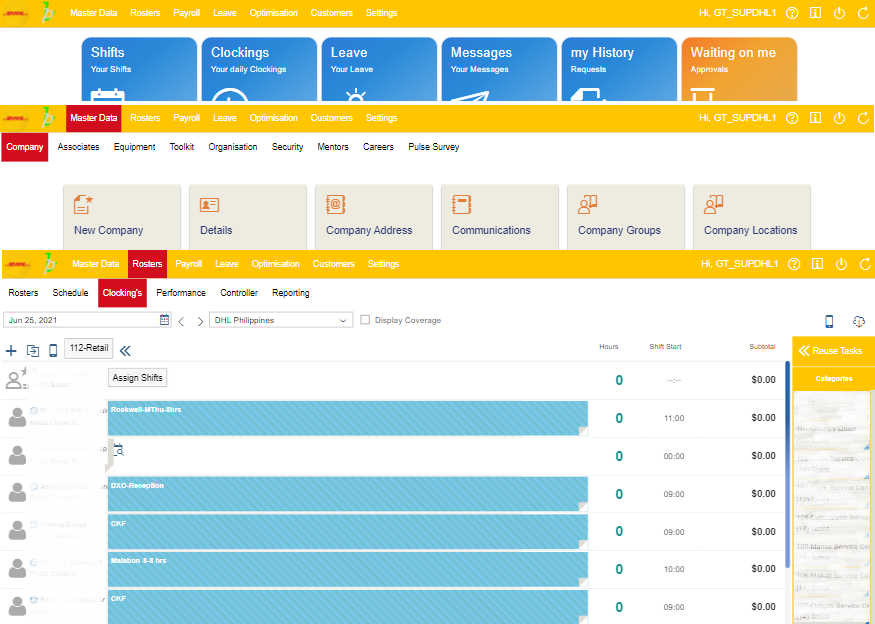 Master Data Rosters Payroll Leave Optimisation Customers Settings Hi, GT_SUPDHL1
Shifts Clockings Leave Messages my History Waiting on me
Your Shifts Your daily Clockings Your Leave Your Messages Requests Approvals
Master Data Rosters Payroll Leave Optimisation Customers Settings Hi, GT_SUPDHL1
Company Associates Equipment Toolkit Organisation Security Mentors Careers Pulse Survey
New Company Details Company Address Communications Company Groups Company Locations
Master Data Rosters Payroll Leave Optimisation Customers Settings Hi, GT_SUPDHL1
Rosters Schedule Clocking's Performance Controller Reporting
Jun 25, 2021 DHL Philippines Display Coverage
112-Retail Hours Shift Start Subtotal Reuse Tasks
Assign Shifts 0 --:-- $0.00 Categories
Rockwell-MThu-8hrs 0 11:00 $0.00
0 00:00 $0.00
DXO-Reception 0 09:00 $0.00
CKF 0 09:00 $0.00
Malabon 8-8 hrs 0 10:00 $0.00
CKF 0 09:00 $0.00